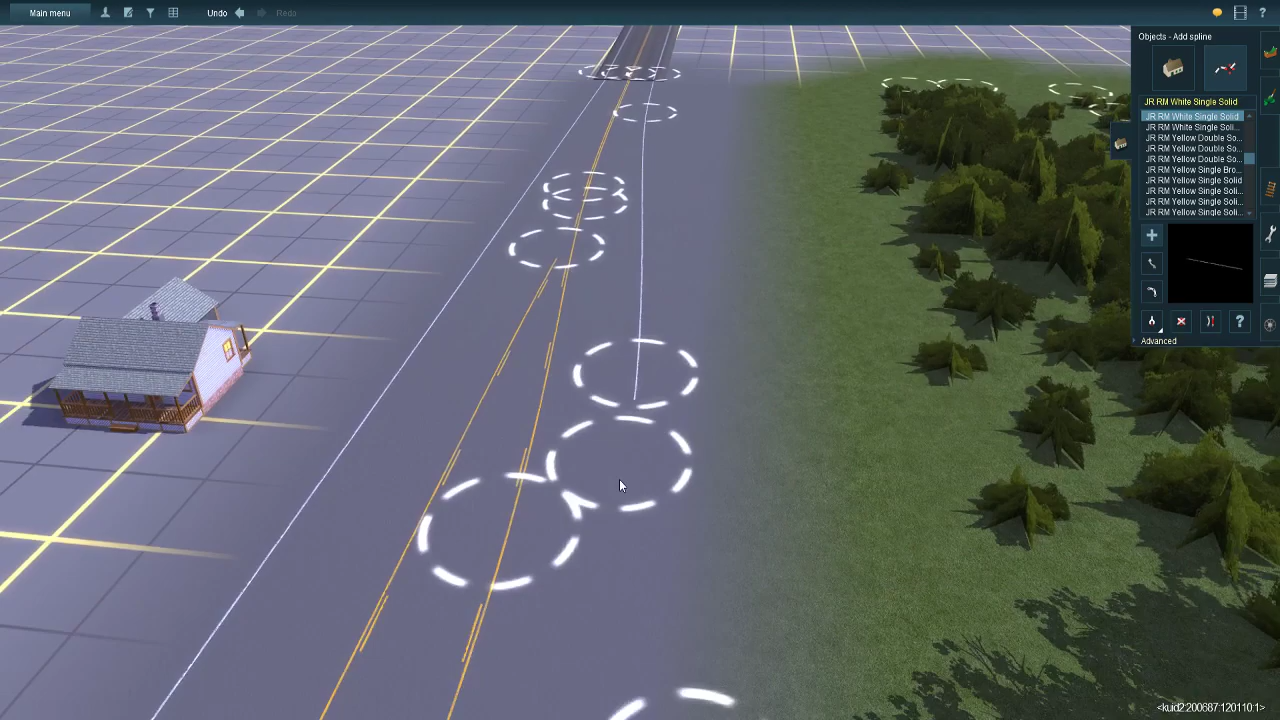 Main menu
Undo
Redo
?
Objects - Add spline
JR RM White Single Solid
JR RM White Single Solid
JR RM White Single Soli...
JR RM Yellow Double So...
JR RM Yellow Double So...
JR RM Yellow Double So...
JR RM Yellow Single Bro...
JR RM Yellow Single Solid
JR RM Yellow Single Soli...
JR RM Yellow Single Soli...
JR RM Yellow Single Soli...
?
Advanced
<kuid2:200687:120110:1>